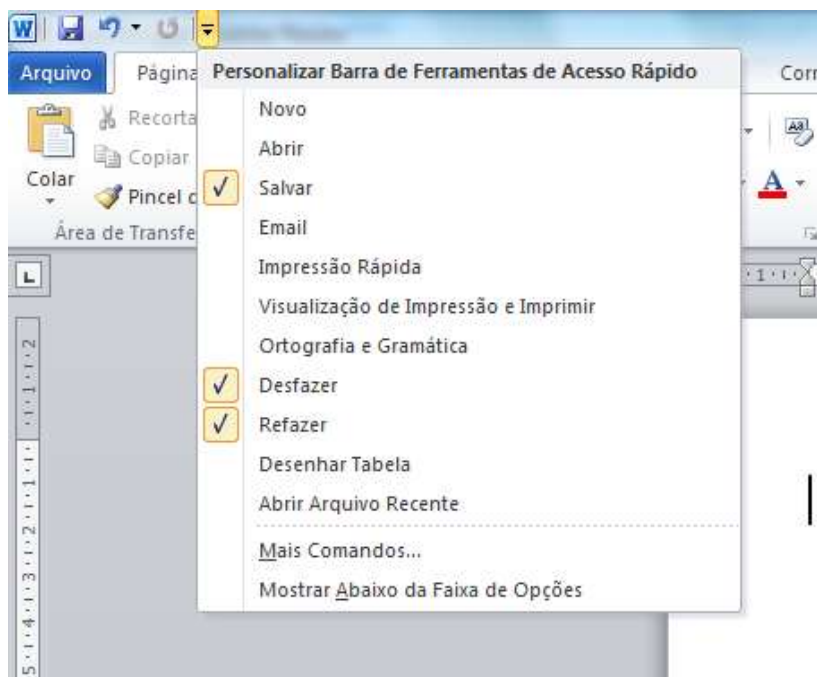 W
Arquivo Página Personalizar Barra de Ferramentas de Acesso Rápido Corr
Novo
Recorta
Abrir
Copiar
Colar
Salvar
Pincel d
Email
Área de Transfe
Impressão Rápida
Visualização de Impressão e Imprimir
Ortografia e Gramática
Desfazer
Refazer
Desenhar Tabela
Abrir Arquivo Recente
Mais Comandos...
Mostrar Abaixo da Faixa de Opções